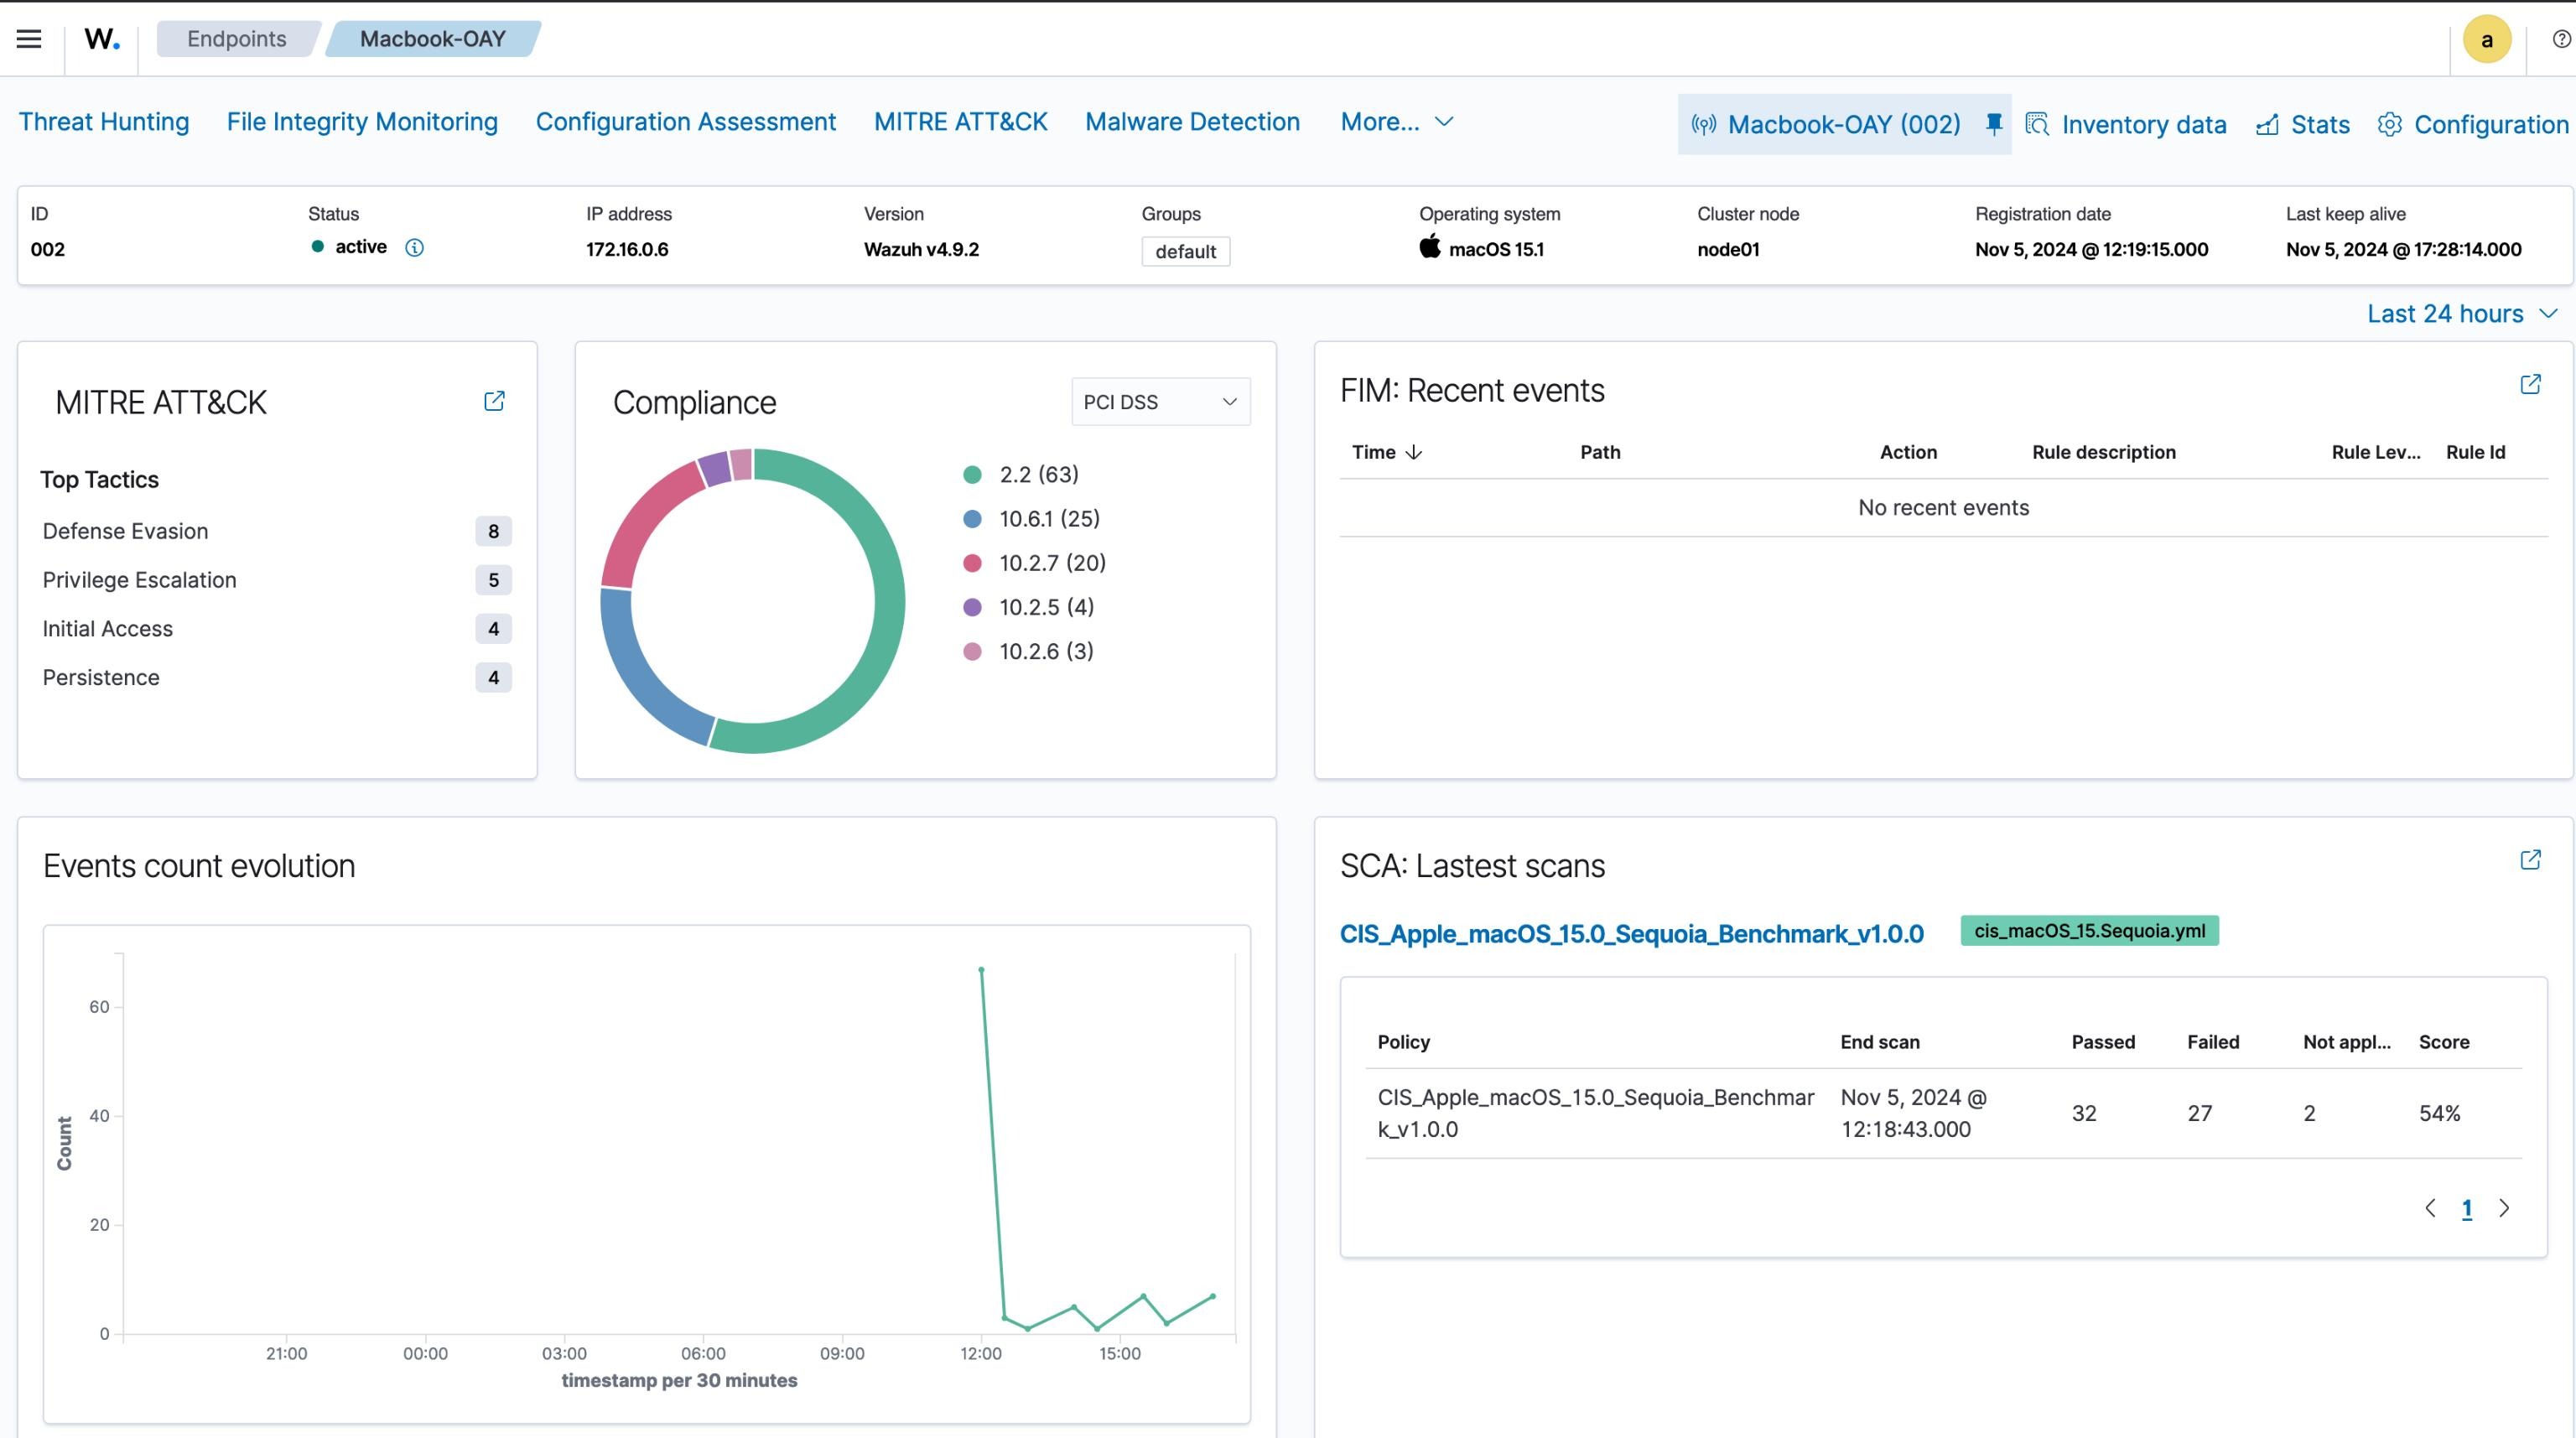 W.
Endpoints
Macbook-OAY
a
Threat Hunting
File Integrity Monitoring
Configuration Assessment
MITRE ATT&CK
Malware Detection
More...
Macbook-OAY (002)
Inventory data
Stats
Configuration
ID
Status
IP address
Version
Groups
Operating system
Cluster node
Registration date
Last keep alive
002
active
172.16.0.6
Wazuh v4.9.2
default
macOS 15.1
node01
Nov 5, 2024 @ 12:19:15.000
Nov 5, 2024 @ 17:28:14.000
Last 24 hours
MITRE ATT&CK
Top Tactics
Defense Evasion 8
Privilege Escalation 5
Initial Access 4
Persistence 4
Compliance
PCI DSS
2.2 (63)
10.6.1 (25)
10.2.7 (20)
10.2.5 (4)
10.2.6 (3)
FIM: Recent events
Time Path Action Rule description Rule Lev... Rule Id
No recent events
Events count evolution
Count
60
40
20
0
21:00 00:00 03:00 06:00 09:00 12:00 15:00
timestamp per 30 minutes
SCA: Lastest scans
CIS_Apple_macOS_15.0_Sequoia_Benchmark_v1.0.0
cis_macOS_15.Sequoia.yml
Policy End scan Passed Failed Not appl... Score
CIS_Apple_macOS_15.0_Sequoia_Benchmar
k_v1.0.0
Nov 5, 2024 @
12:18:43.000
32
27
2
54%
1